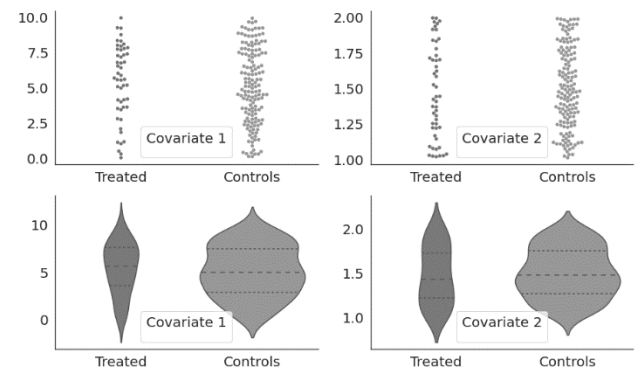 10.0
7.5
5.0
2.5
0.0
Covariate 1
Treated Controls
2.00
1.75
1.50
1.25
1.00
Covariate 2
Treated Controls
10
5
0
Covariate 1
Treated Controls
2.0
1.5
1.0
Covariate 2
Treated Controls